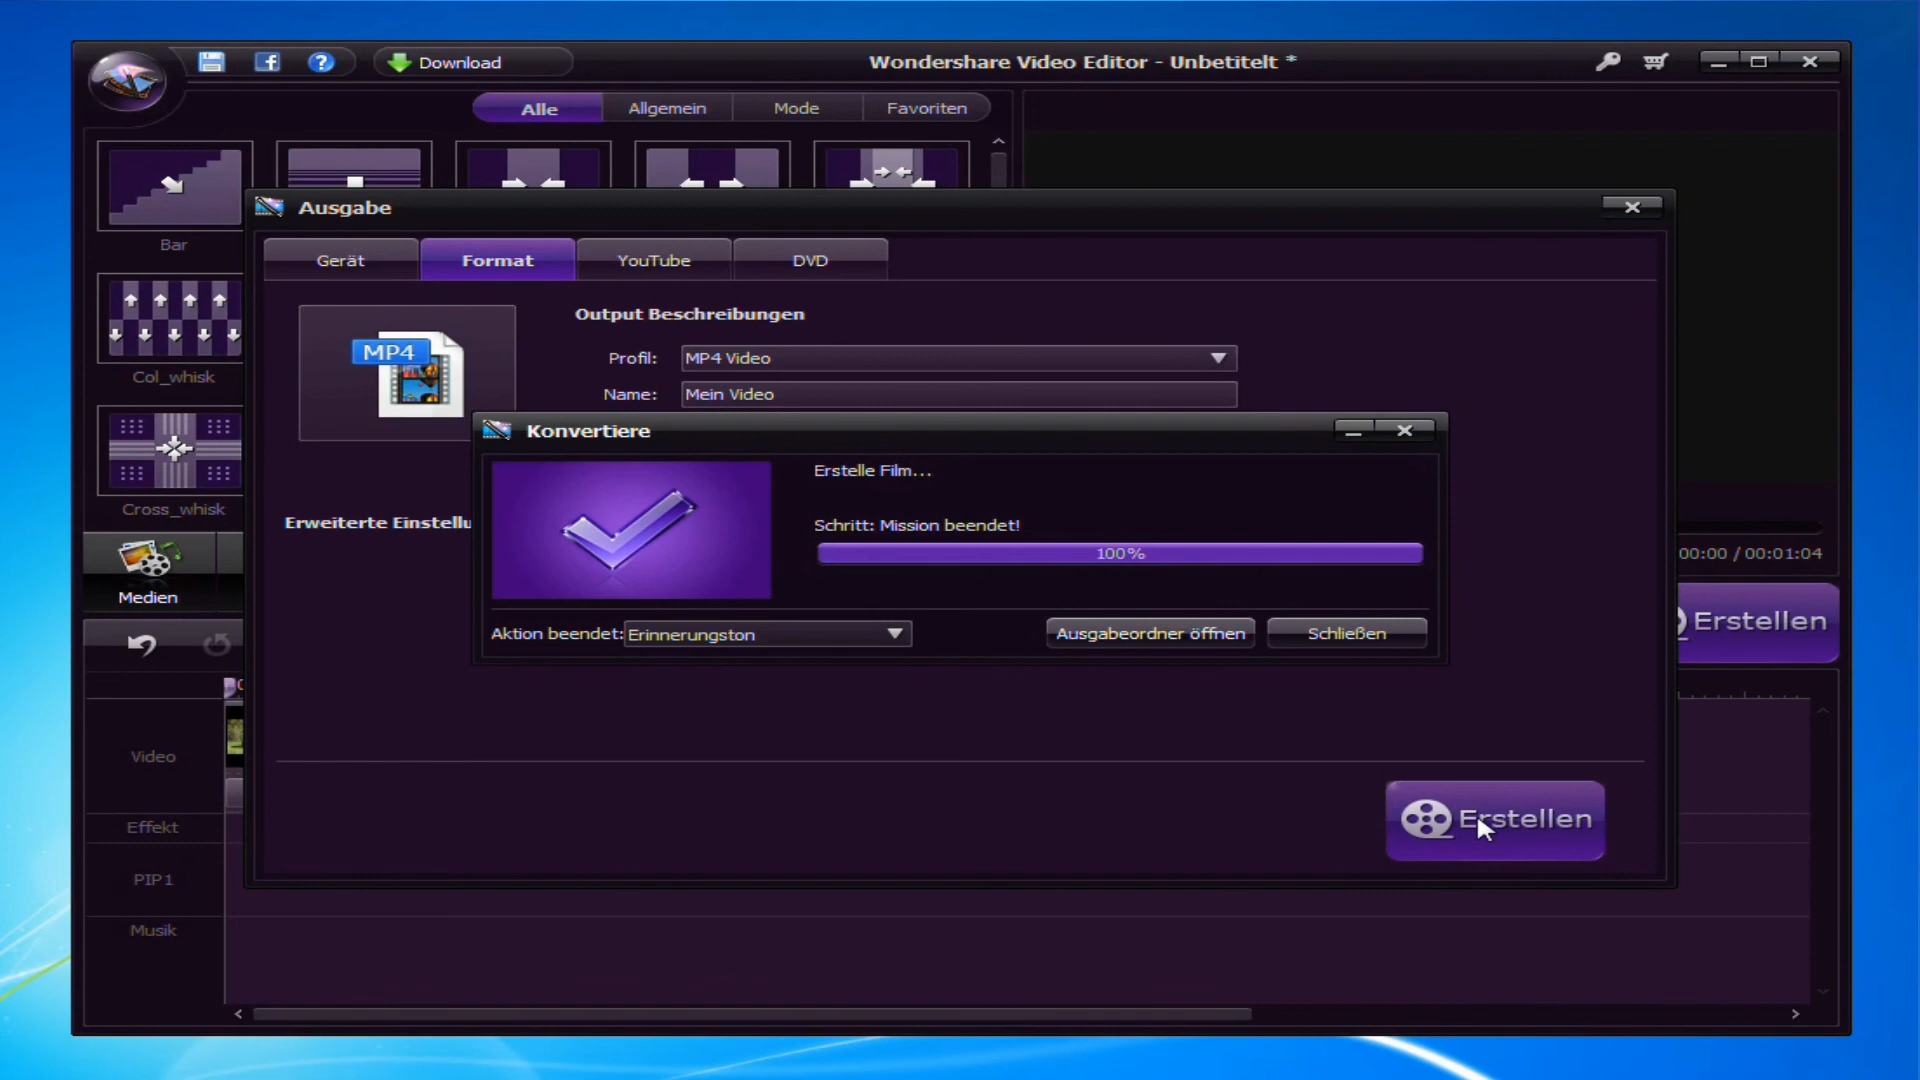 Download
Wondershare Video Editor - Unbetitelt *
Alle
Allgemein
Mode
Favoriten
Bar
Col_whisk
Cross_whisk
Ausgabe
Gerät
Format
YouTube
DVD
MP4
Output Beschreibungen
Profil:
MP4 Video
Name:
Mein Video
Konvertiere
Erstelle Film...
Schritt: Mission beendet!
100%
Aktion beendet:
Erinnerungston
Ausgabeordner öffnen
Schließen
Medien
00:00 / 00:01:04
Erstellen
Video
Effekt
PIP1
Musik
Erstellen